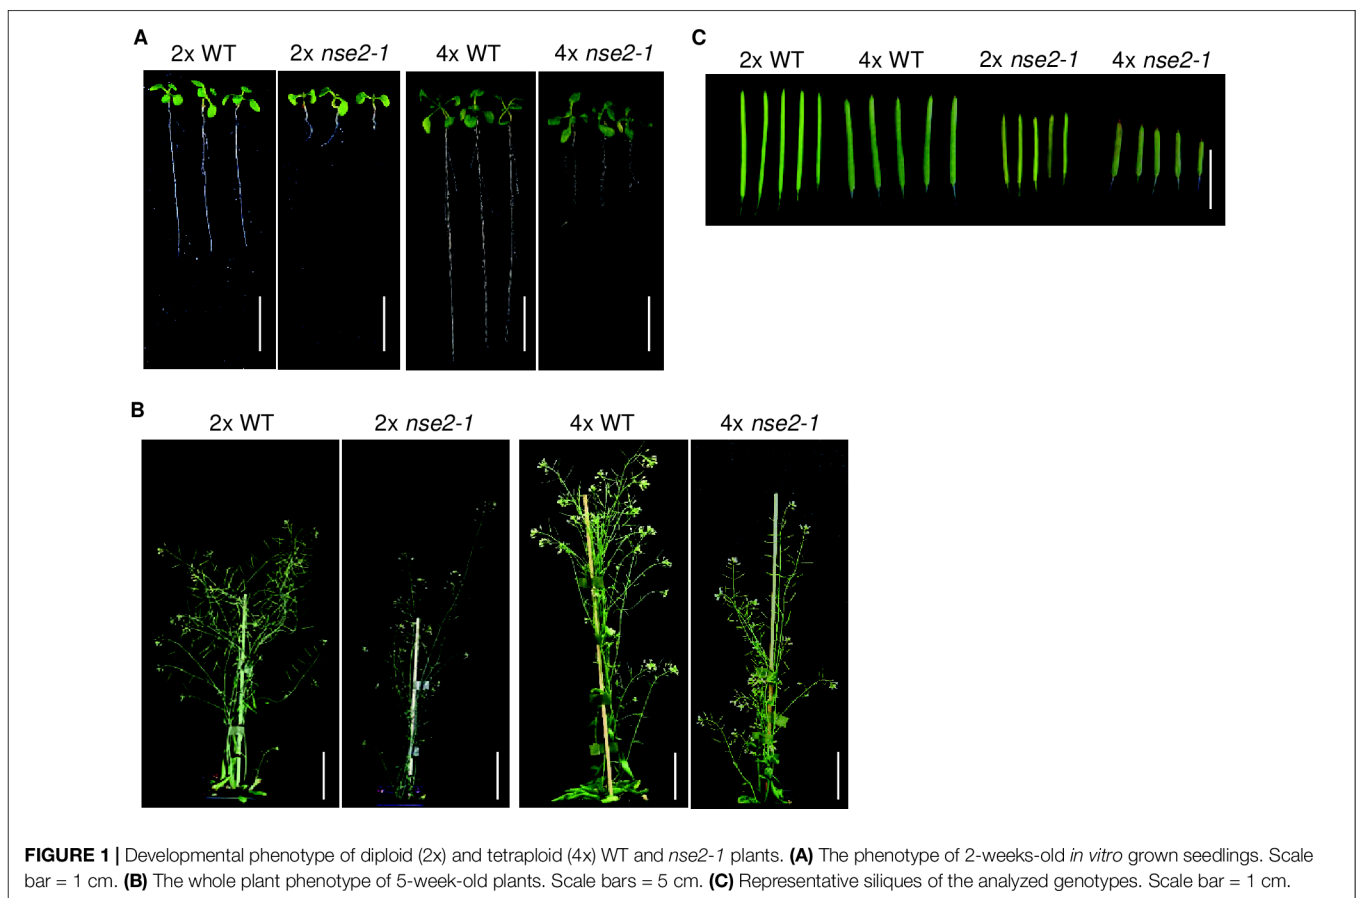 A
2x WT
2x nse2-1
4x WT
4x nse2-1
C
2x WT
4x WT
2x nse2-1
4x nse2-1
B
2x WT
2x nse2-1
4x WT
4x nse2-1
FIGURE 1 | Developmental phenotype of diploid (2x) and tetraploid (4x) WT and nse2-1 plants. (A) The phenotype of 2-weeks-old in vitro grown seedlings. Scale
bar = 1 cm. (B) The whole plant phenotype of 5-week-old plants. Scale bars = 5 cm. (C) Representative siliques of the analyzed genotypes. Scale bar = 1 cm.